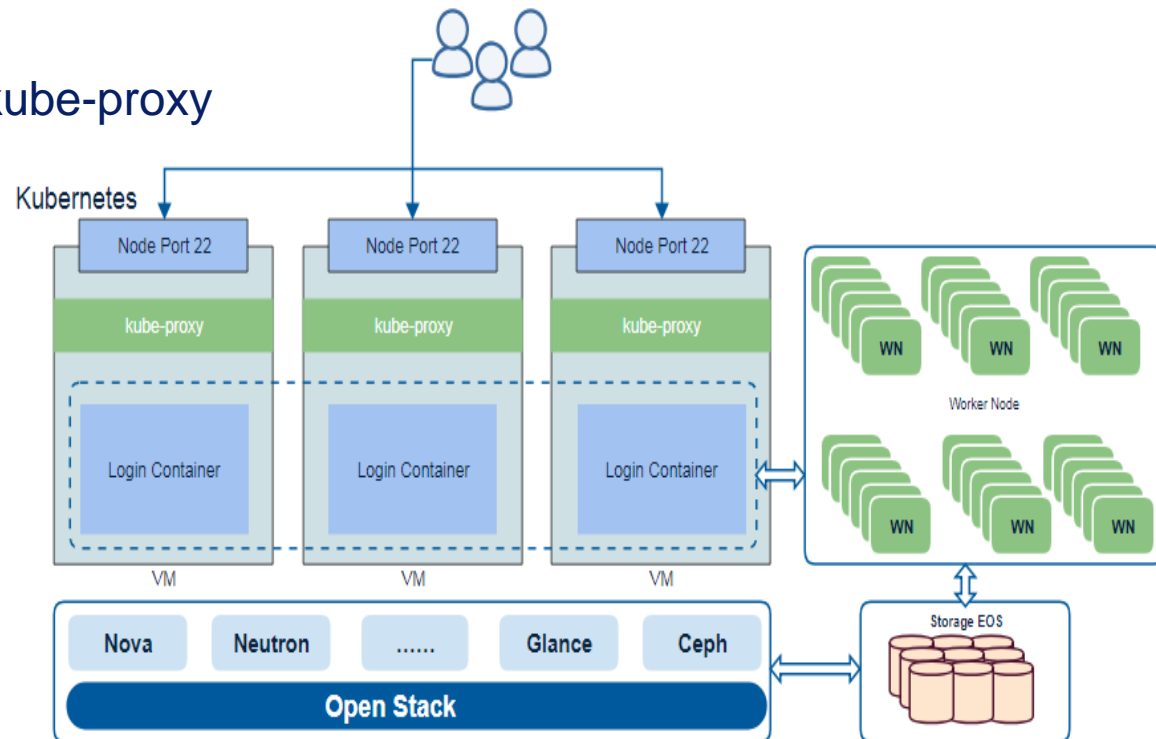 kube-proxy
Kubernetes
Node Port 22
Node Port 22
Node Port 22
kube-proxy
kube-proxy
kube-proxy
WN
WN
WN
Worker Node
Login Container
Login Container
Login Container
WN
WN
WN
VM
VM
VM
Storage EOS
Nova
Neutron
......
Glance
Ceph
Open Stack